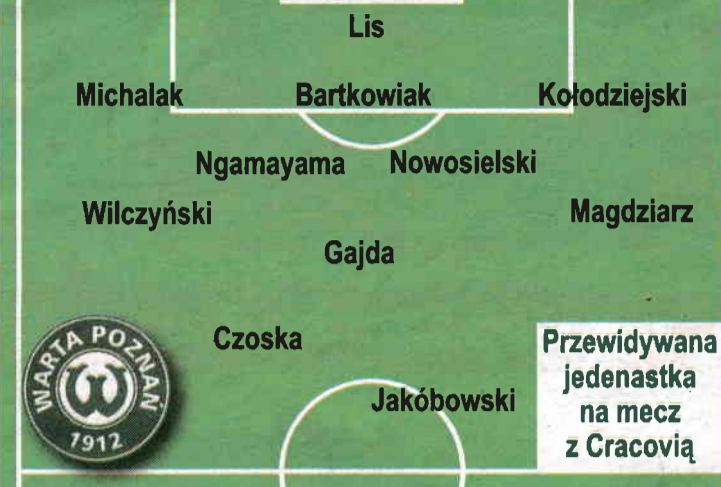 Lis
Michalak Bartkowiak Kołodziejski
Ngamayama Nowosielski
Wilczyński Magdziarz
Gajda
Czoska
Jakóbowski
WARTA POZNAŃ
1912
Przewidywana
jedenastka
na mecz
z Cracovią